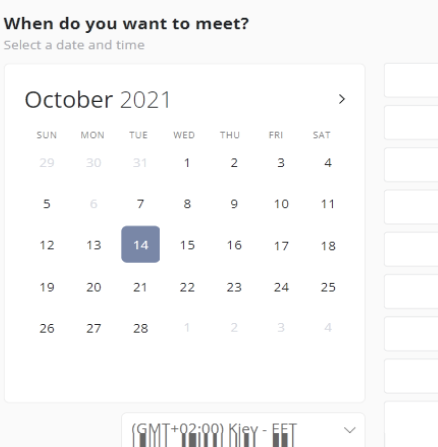 When do you want to meet?
Select a date and time
October 2021
SUN MON TUE WED THU FRI SAT
29 30 31 1 2 3 4
5 6 7 8 9 10 11
12 13 14 15 16 17 18
19 20 21 22 23 24 25
26 27 28 1 2 3 4
(GMT+02:00) Kiev - EET